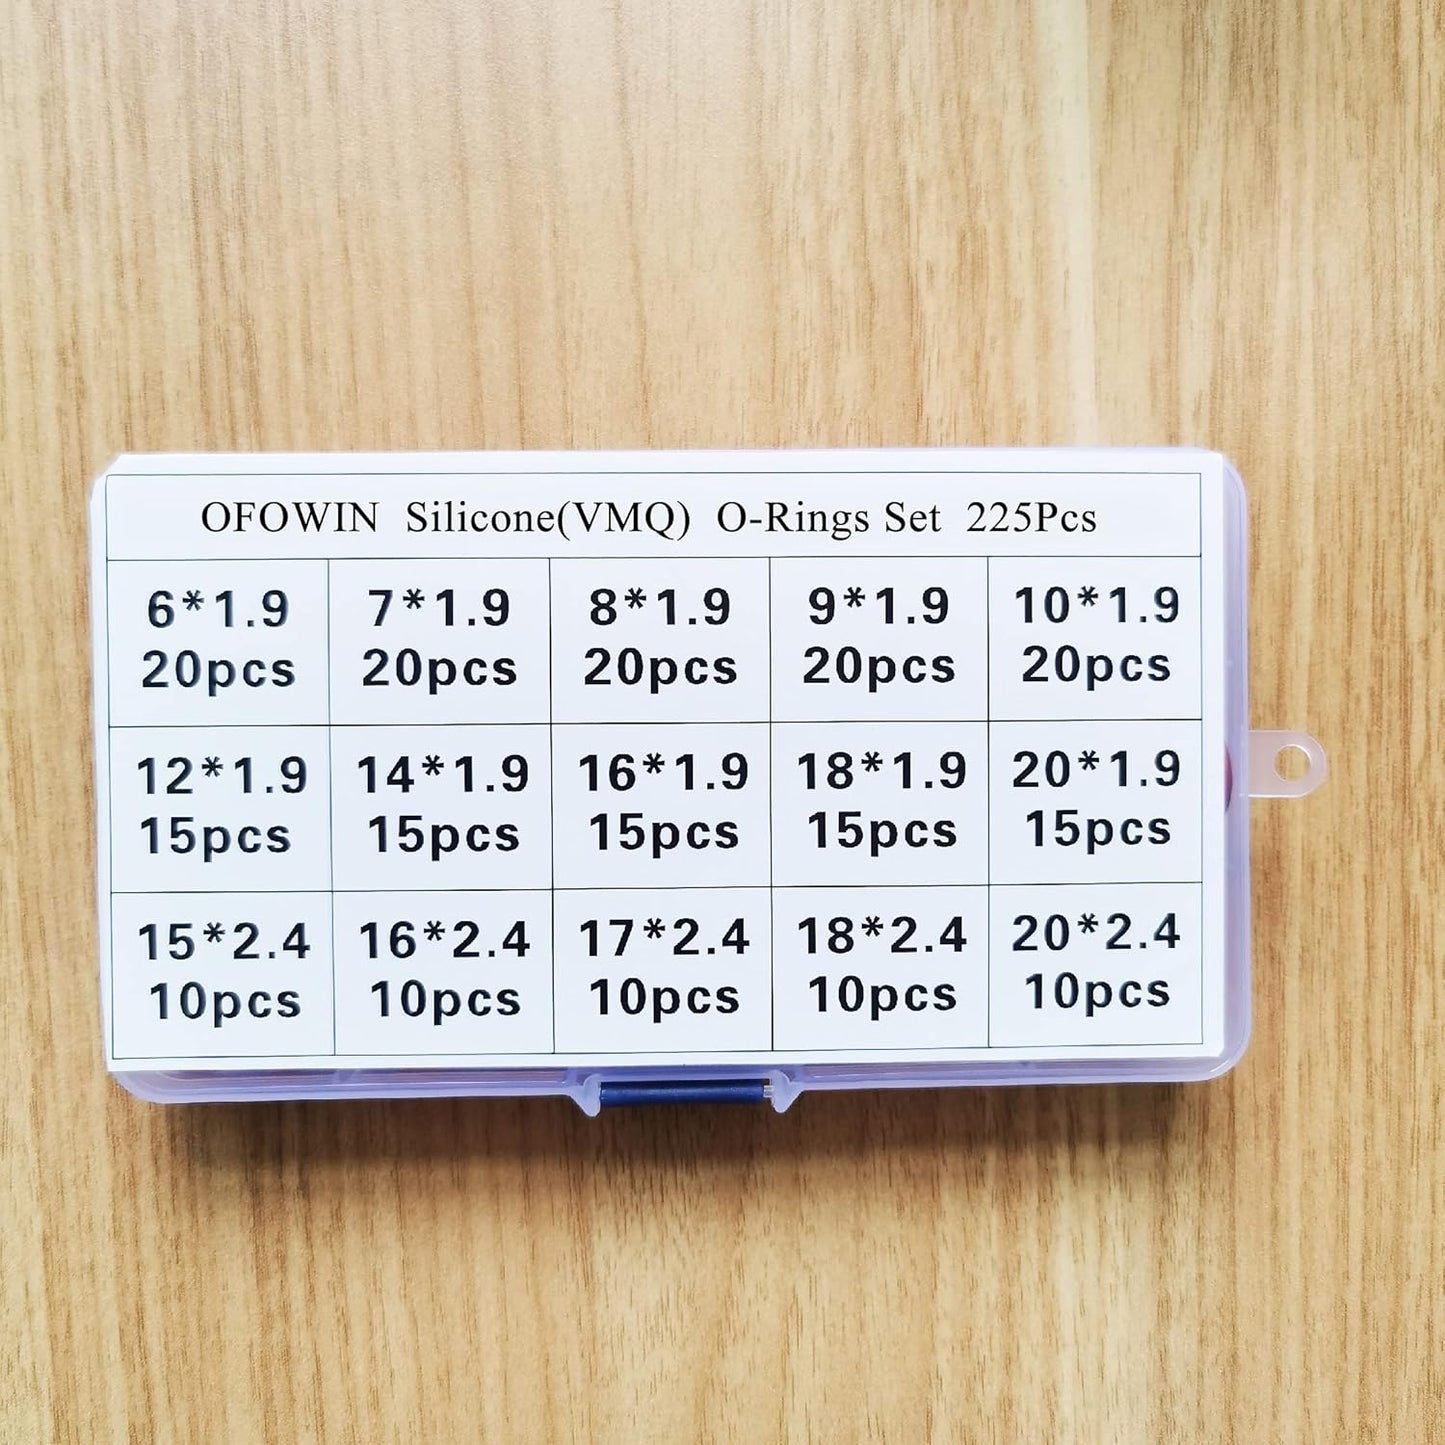 OFOWIN Silicone(VMQ) O-Rings Set 225Pcs
6*1.9 7*1.9 8*1.9 9*1.9 10*1.9
20pcs 20pcs 20pcs 20pcs 20pcs
12*1.9 14*1.9 16*1.9 18*1.9 20*1.9
15pcs 15pcs 15pcs 15pcs 15pcs
15*2.4 16*2.4 17*2.4 18*2.4 20*2.4
10pcs 10pcs 10pcs 10pcs 10pcs